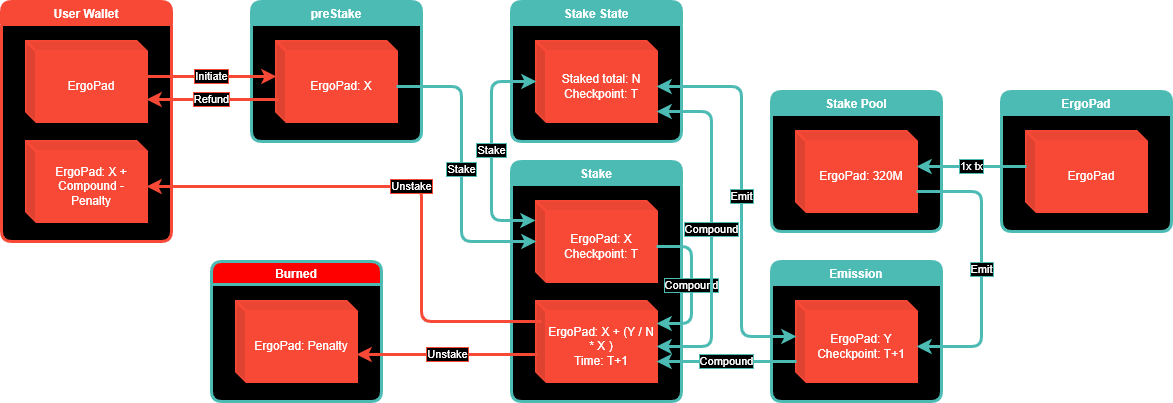 User Wallet
ErgoPad
Initiate
Refund
ErgoPad: X +
Compound -
Penalty
preStake
ErgoPad: X
Stake
Stake State
Staked total: N
Checkpoint: T
Stake
Stake
ErgoPad: X
Checkpoint: T
Compound
Compound
Emit
Unstake
ErgoPad: X + (Y / N
* X )
Time: T+1
Unstake
Compound
Burned
ErgoPad: Penalty
Stake Pool
ErgoPad: 320M
1x tx
ErgoPad
ErgoPad
Emit
Emission
ErgoPad: Y
Checkpoint: T+1